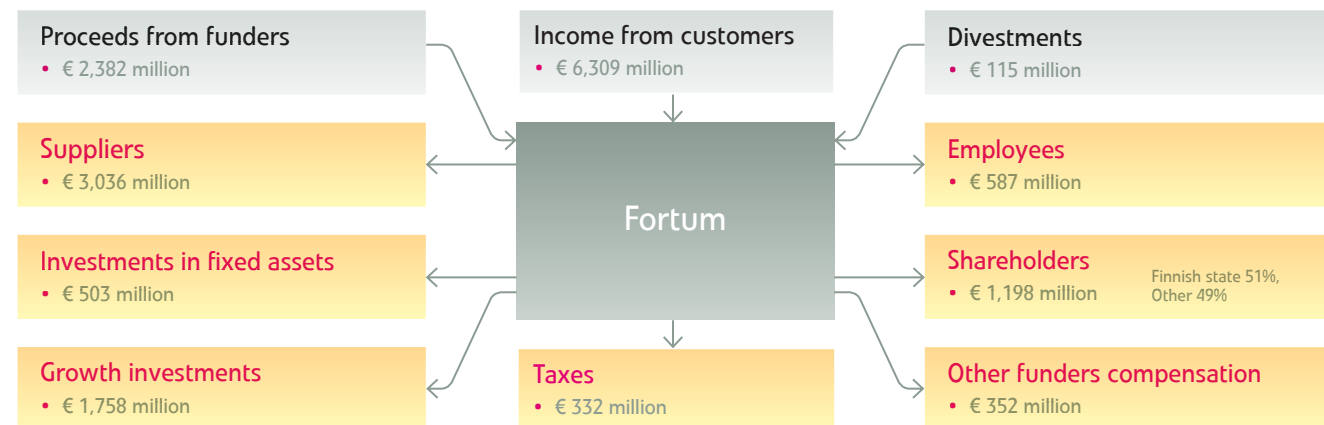 Proceeds from funders
• € 2,382 million
Income from customers
• € 6,309 million
Divestments
• € 115 million
Suppliers
• € 3,036 million
Fortum
Employees
• € 587 million
Investments in fixed assets
• € 503 million
Shareholders
• € 1,198 million
Finnish state 51%,
Other 49%
Growth investments
• € 1,758 million
Taxes
• € 332 million
Other funders compensation
• € 352 million